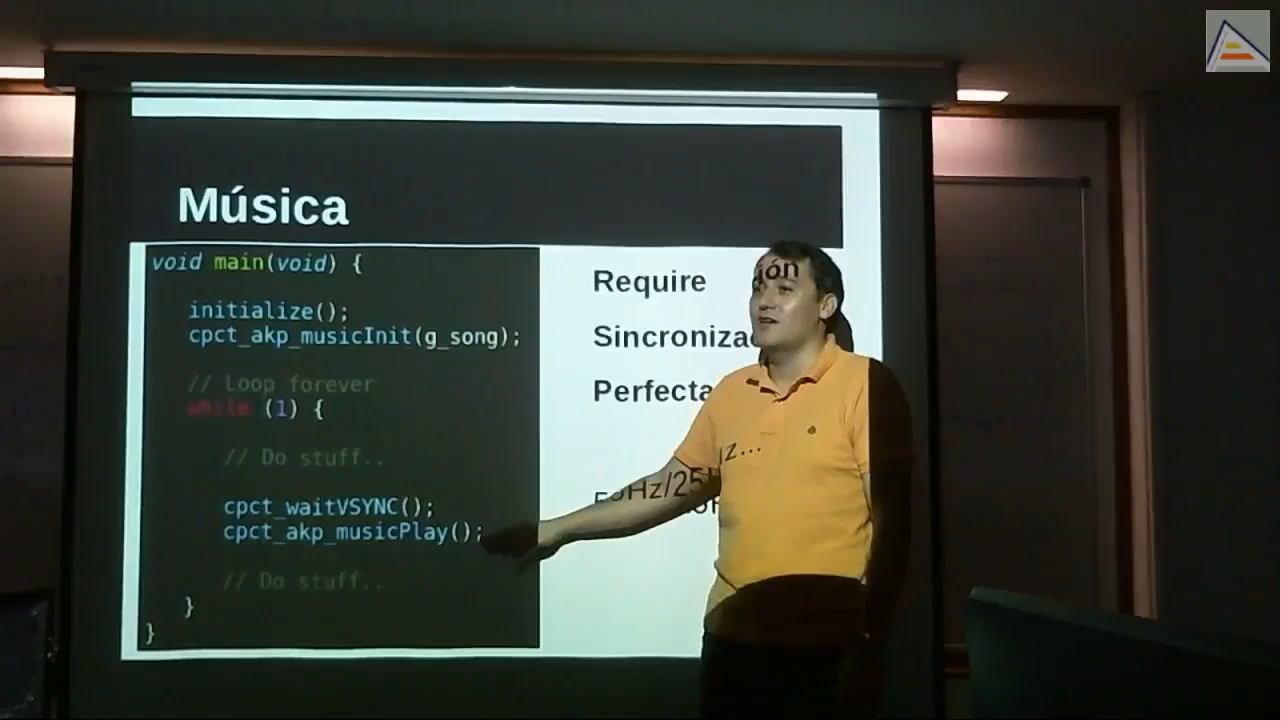 Música
void main(void) {
initialize();
cpct_akp_musicInit(g_song);
// Loop forever
while (1) {
// Do stuff..
cpct_waitVSYNC();
cpct_akp_musicPlay();
// Do stuff..
}
}
Require
Sincronización
Perfecta